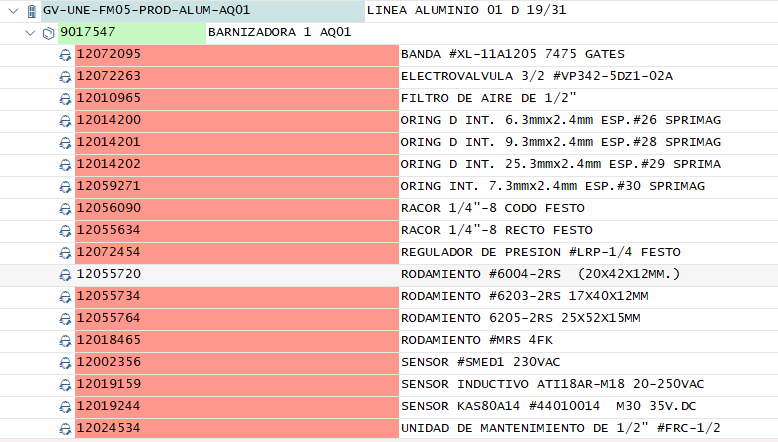 GV-UNE-FM05-PROD-ALUM-AQ01 LINEA ALUMINIO 01 D 19/31
9017547 BARNIZADORA 1 AQ01
12072095 BANDA #XL-11A1205 7475 GATES
12072263 ELECTROVALVULA 3/2 #VP342-5DZ1-02A
12010965 FILTRO DE AIRE DE 1/2"
12014200 ORING D INT. 6.3mmx2.4mm ESP.#26 SPRIMAG
12014201 ORING D INT. 9.3mmx2.4mm ESP.#28 SPRIMAG
12014202 ORING D INT. 25.3mmx2.4mm ESP.#29 SPRIMA
12059271 ORING INT. 7.3mmx2.4mm ESP.#30 SPRIMAG
12056090 RACOR 1/4"-8 CODO FESTO
12055634 RACOR 1/4"-8 RECTO FESTO
12072454 REGULADOR DE PRESION #LRP-1/4 FESTO
12055720 RODAMIENTO #6004-2RS (20X42X12MM.)
12055734 RODAMIENTO #6203-2RS 17X40X12MM
12055764 RODAMIENTO 6205-2RS 25X52X15MM
12018465 RODAMIENTO #MRS 4FK
12002356 SENSOR #SMED1 230VAC
12019159 SENSOR INDUCTIVO ATI18AR-M18 20-250VAC
12019244 SENSOR KAS80A14 #44010014 M30 35V.DC
12024534 UNIDAD DE MANTENIMIENTO DE 1/2" #FRC-1/2